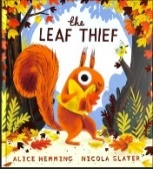 the
LEAF THIEF
ALICE HEMMING NICOLA SLATER